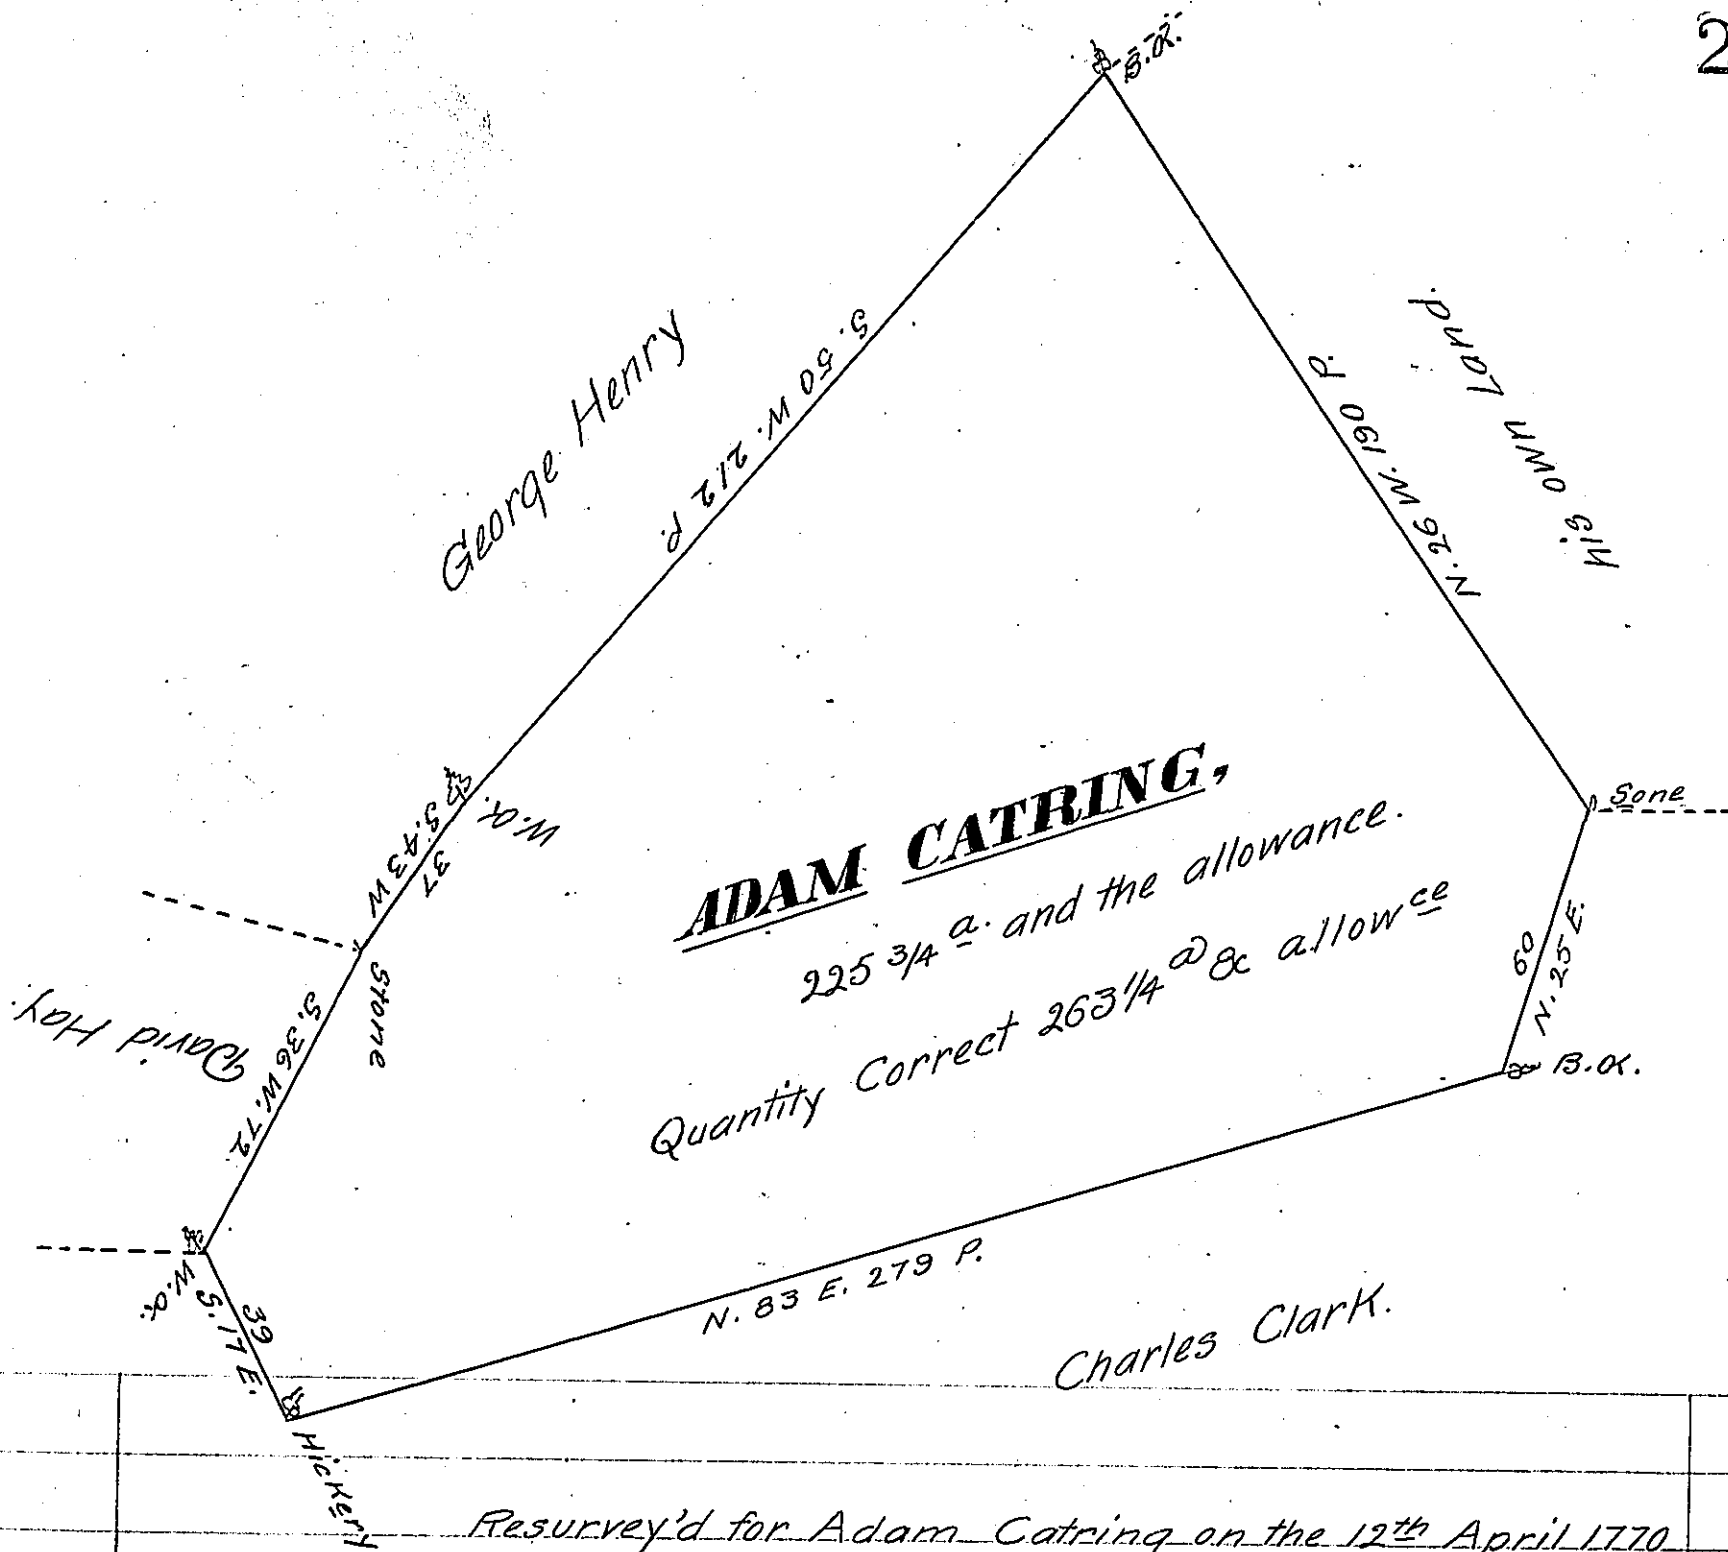 2
B.O.
George Henry
S. 50 W. 212 P.
his own Land.
N. 26 W. 190 P.
W.O.
S. 43 W
37
Stone
David Hay.
S. 36 W. 72
ADAM CATRING,
225 3/4 a. and the allowance.
Quantity Correct 263 1/4 a & allowce
Sone
60
N. 25 E.
B.O.
W.O.
39
S. 17 E.
N. 83 E. 279 P.
Charles Clark.
Hickery
Resurvey'd for Adam Catring on the 12th April 1770